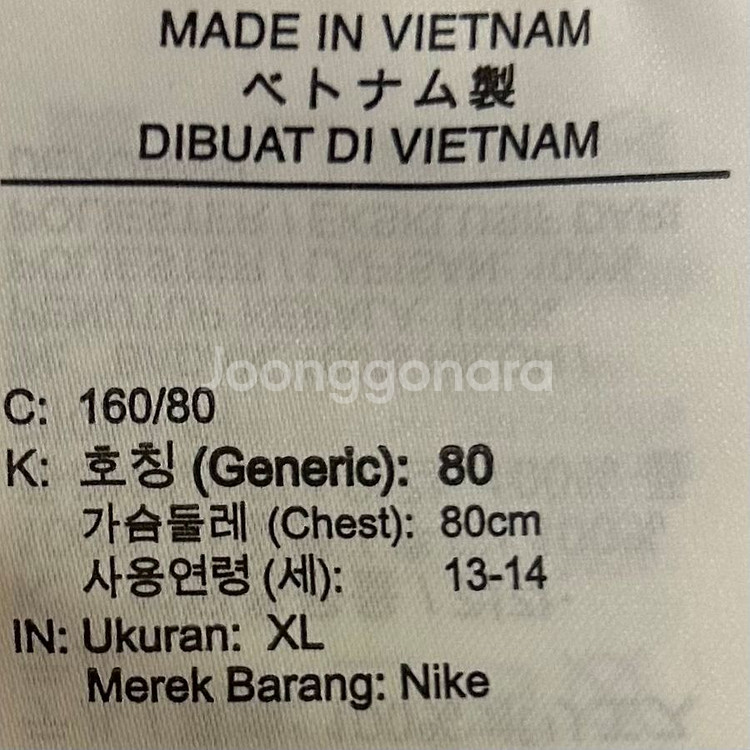 MADE IN VIETNAM
ベトナム製
DIBUAT DI VIETNAM
Joonggonara
C: 160/80
K: 호칭 (Generic): 80
가슴둘레 (Chest): 80cm
사용연령 (세): 13-14
IN: Ukuran: XL
Merek Barang: Nike